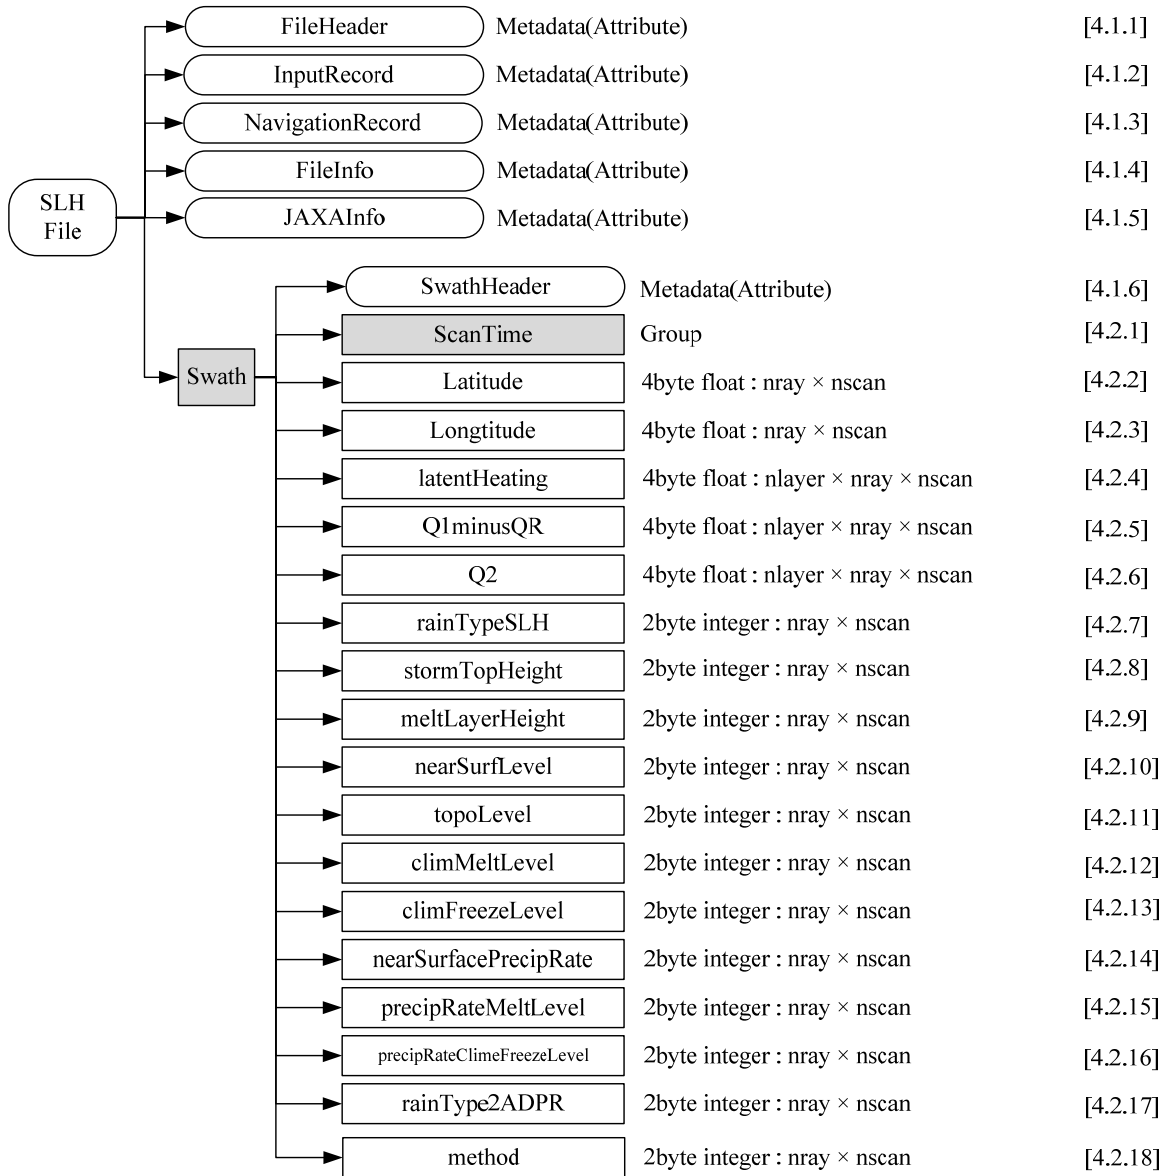 FileHeader Metadata(Attribute) [4.1.1]
InputRecord Metadata(Attribute) [4.1.2]
NavigationRecord Metadata(Attribute) [4.1.3]
FileInfo Metadata(Attribute) [4.1.4]
SLH
File
JAXAInfo Metadata(Attribute) [4.1.5]
SwathHeader Metadata(Attribute) [4.1.6]
ScanTime Group [4.2.1]
Swath
Latitude 4byte float : nray × nscan [4.2.2]
Longtitude 4byte float : nray × nscan [4.2.3]
latentHeating 4byte float : nlayer × nray × nscan [4.2.4]
Q1minusQR 4byte float : nlayer × nray × nscan [4.2.5]
Q2 4byte float : nlayer × nray × nscan [4.2.6]
rainTypeSLH 2byte integer : nray × nscan [4.2.7]
stormTopHeight 2byte integer : nray × nscan [4.2.8]
meltLayerHeight 2byte integer : nray × nscan [4.2.9]
nearSurfLevel 2byte integer : nray × nscan [4.2.10]
topoLevel 2byte integer : nray × nscan [4.2.11]
climMeltLevel 2byte integer : nray × nscan [4.2.12]
climFreezeLevel 2byte integer : nray × nscan [4.2.13]
nearSurfacePrecipRate 2byte integer : nray × nscan [4.2.14]
precipRateMeltLevel 2byte integer : nray × nscan [4.2.15]
precipRateClimeFreezeLevel 2byte integer : nray × nscan [4.2.16]
rainType2ADPR 2byte integer : nray × nscan [4.2.17]
method 2byte integer : nray × nscan [4.2.18]